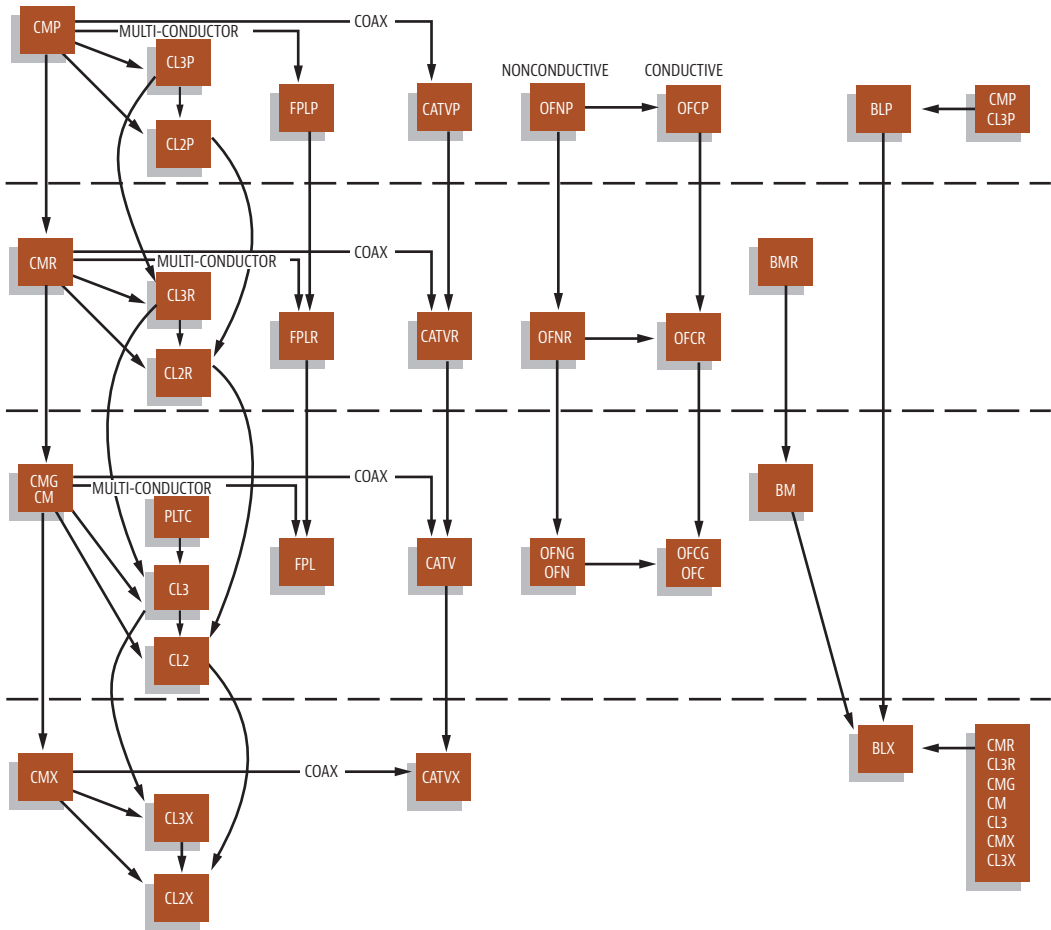 CMP
COAX
MULTI-CONDUCTOR
CL3P
CL2P
FPLP
CATVP
NONCONDUCTIVE
CONDUCTIVE
OFNP
OFCP
BLP
CMP
CL3P
CMR
COAX
MULTI-CONDUCTOR
CL3R
CL2R
FPLR
CATVR
OFNR
OFCR
BMR
CMG
CM
COAX
MULTI-CONDUCTOR
PLTC
CL3
CL2
FPL
CATV
OFNG
OFN
OFCG
OFC
BM
CMX
COAX
CATVX
CL3X
CL2X
BLX
CMR
CL3R
CMG
CM
CL3
CMX
CL3X